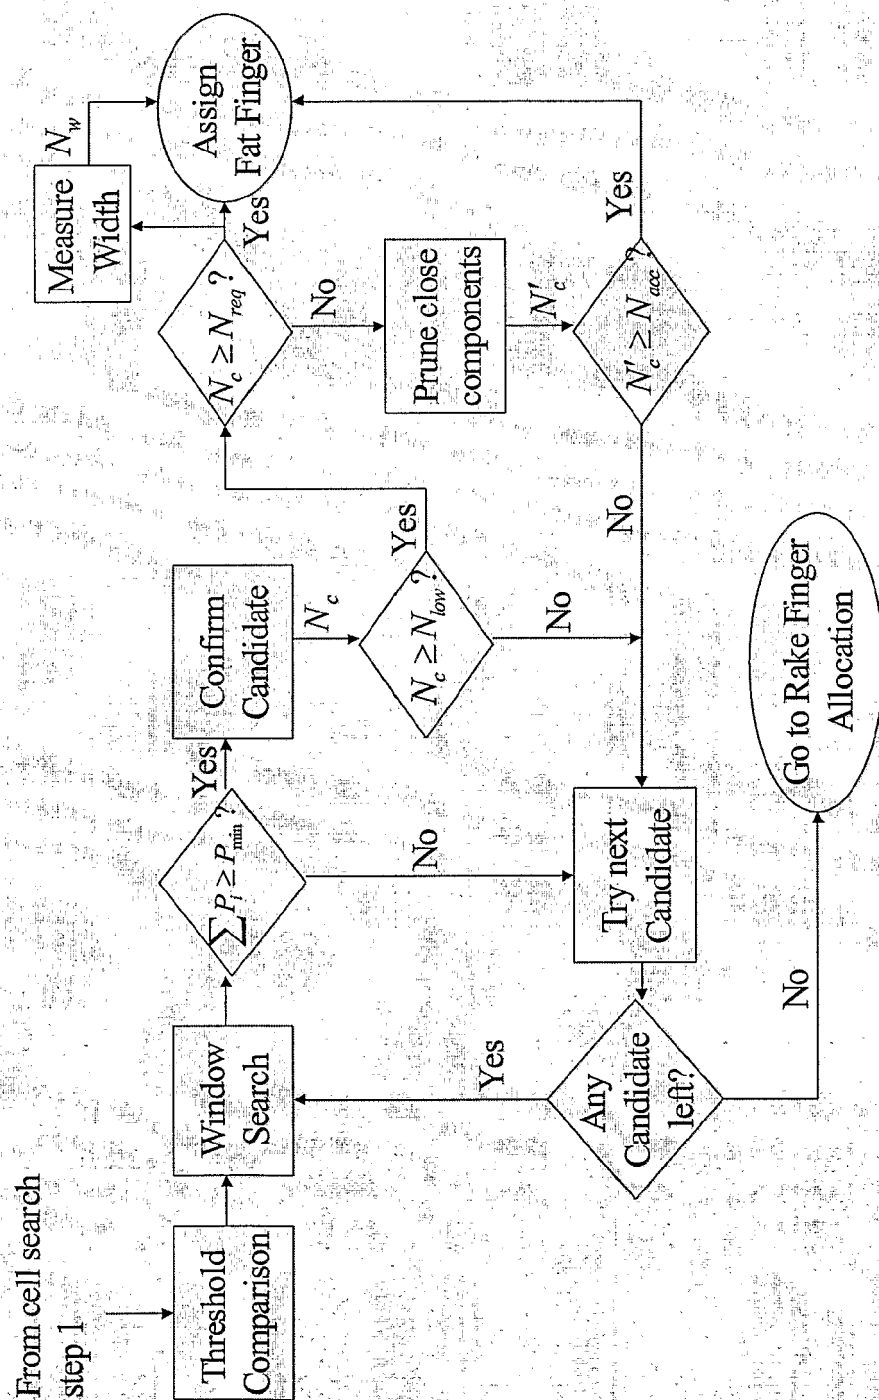 From cell search
step 1
Threshold
Comparison
Window
Search
∑ P_i ≥ P_min ?
Yes
No
Confirm
Candidate
N_c
N_c ≥ N_low ?
Yes
No
N_c ≥ N_req ?
Yes
No
Measure
Width
N_w
Assign
Fat Finger
Prune close
components
N'_c
N'_c ≥ N_acc ?
Yes
No
Try next
Candidate
Any
Candidate
left?
Yes
No
Go to Rake Finger
Allocation